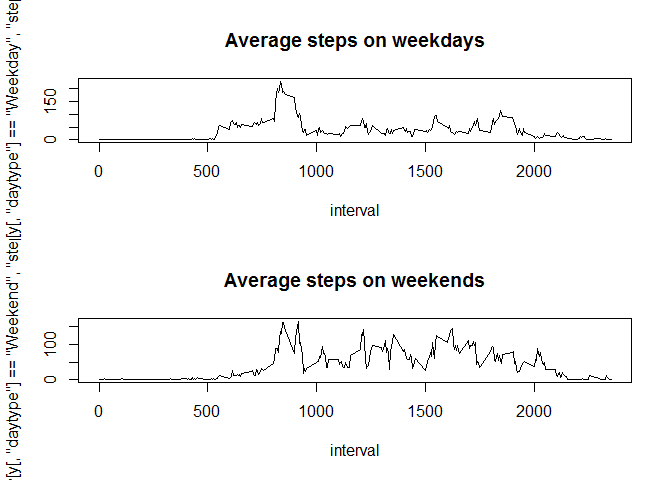 Average steps on weekdays
[y[, "daytype"] == "Weekday", "ste
150
0
0
500
1000
1500
2000
interval
Average steps on weekends
[y[, "daytype"] == "Weekend", "ste
100
0
0
500
1000
1500
2000
interval